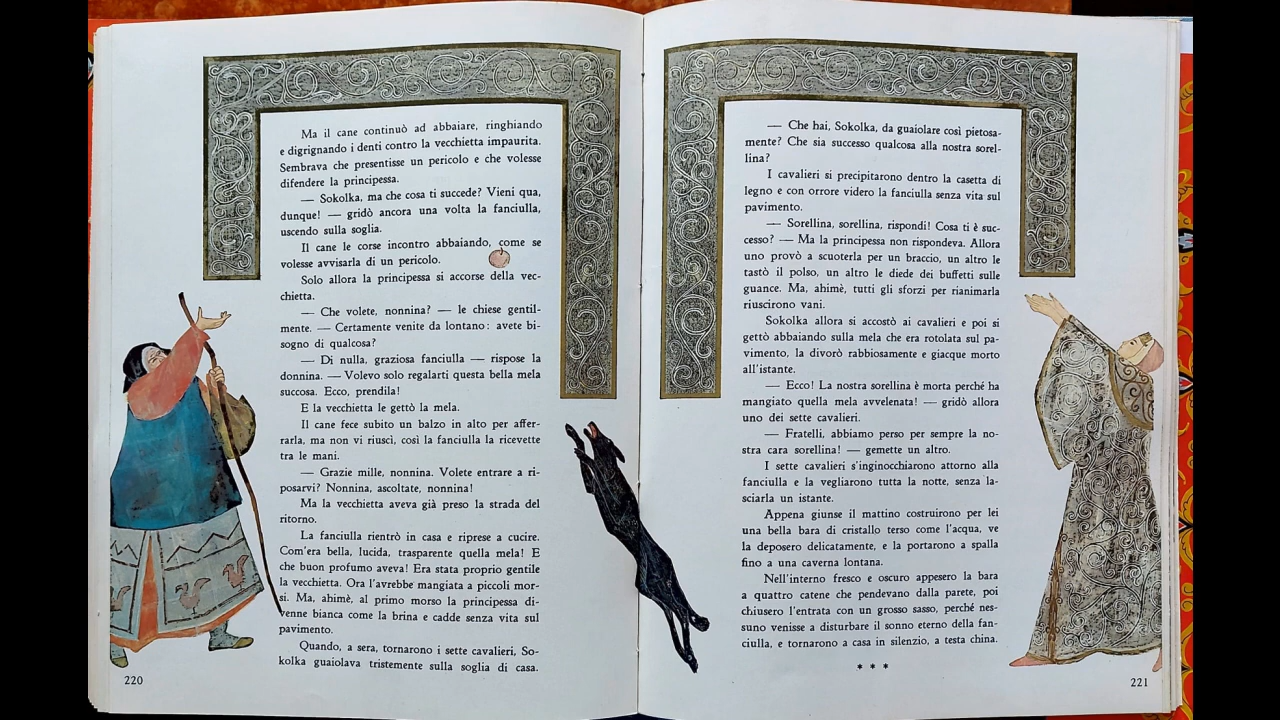 Ma il cane continuò ad abbaiare, ringhiando
e digrignando i denti contro la vecchietta impaurita.
Sembrava che presentisse un pericolo e che volesse
difendere la principessa.
— Sokolka, ma che cosa ti succede? Vieni qua,
dunque! — gridò ancora una volta la fanciulla,
uscendo sulla soglia.
Il cane le corse incontro abbaiando, come se
volesse avvisarla di un pericolo.
Solo allora la principessa si accorse della vec-
chietta.
— Che volete, nonnina? — le chiese gentil-
mente. — Certamente venite da lontano: avete bi-
sogno di qualcosa?
— Di nulla, graziosa fanciulla — rispose la
donnina. — Volevo solo regalarti questa bella mela
succosa. Ecco, prendila!
E la vecchietta le gettò la mela.
Il cane fece subito un balzo in alto per affer-
rarla, ma non vi riuscì, così la fanciulla la ricevette
tra le mani.
— Grazie mille, nonnina. Volete entrare a ri-
posarvi? Nonnina, ascoltate, nonnina!
Ma la vecchietta aveva già preso la strada del
ritorno.
La fanciulla rientrò in casa e riprese a cucire.
Com'era bella, lucida, trasparente quella mela! E
che buon profumo aveva! Era stata proprio gentile
la vecchietta. Ora l'avrebbe mangiata a piccoli mor-
si. Ma, ahimè, al primo morso la principessa di-
venne bianca come la brina e cadde senza vita sul
pavimento.
Quando, a sera, tornarono i sette cavalieri, So-
kolka guaiolava tristemente sulla soglia di casa.
220
— Che hai, Sokolka, da guaiolare così pietosa-
mente? Che sia successo qualcosa alla nostra sorel-
lina?
I cavalieri si precipitarono dentro la casetta di
legno e con orrore videro la fanciulla senza vita sul
pavimento.
— Sorellina, sorellina, rispondi! Cosa ti è suc-
cesso? — Ma la principessa non rispondeva. Allora
uno provò a scuoterla per un braccio, un altro le
tastò il polso, un altro le diede dei buffetti sulle
guance. Ma, ahimè, tutti gli sforzi per rianimarla
riuscirono vani.
Sokolka allora si accostò ai cavalieri e poi si
gettò abbaiando sulla mela che era rotolata sul pa-
vimento, la divorò rabbiosamente e giacque morto
all'istante.
— Ecco! La nostra sorellina è morta perché ha
mangiato quella mela avvelenata! — gridò allora
uno dei sette cavalieri.
— Fratelli, abbiamo perso per sempre la no-
stra cara sorellina! — gemette un altro.
I sette cavalieri s'inginocchiarono attorno alla
fanciulla e la vegliarono tutta la notte, senza la-
sciarla un istante.
Appena giunse il mattino costruirono per lei
una bella bara di cristallo terso come l'acqua, ve
la deposero delicatamente, e la portarono a spalla
fino a una caverna lontana.
Nell'interno fresco e oscuro appesero la bara
a quattro catene che pendevano dalla parete, poi
chiusero l'entrata con un grosso sasso, perché nes-
suno venisse a disturbare il sonno eterno della fan-
ciulla, e tornarono a casa in silenzio, a testa china.
* * *
221